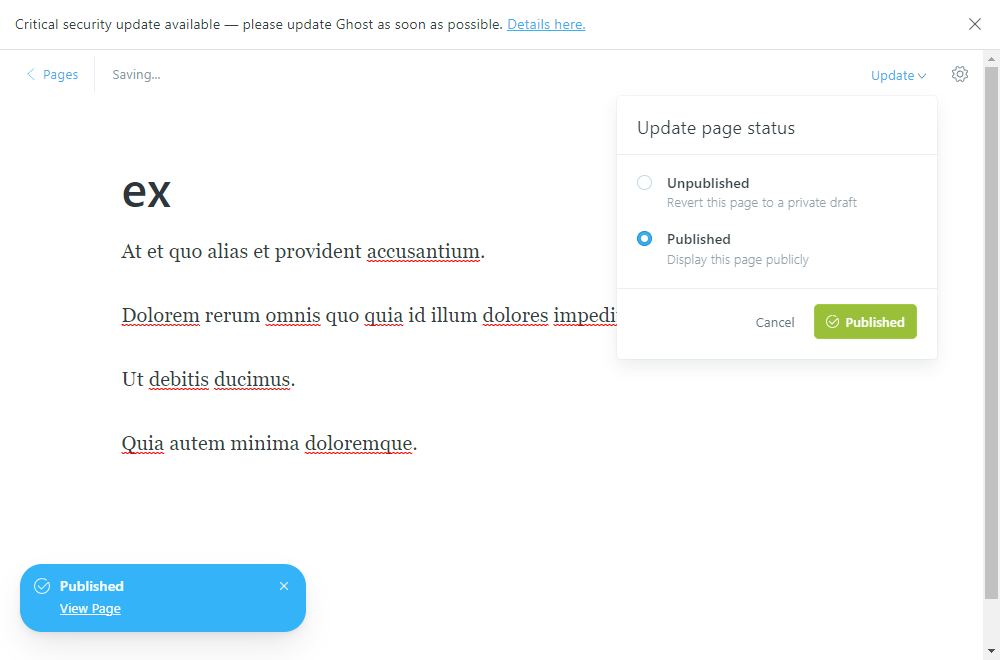 Critical security update available — please update Ghost as soon as possible. Details here.
Pages
Saving...
Update
Update page status
Unpublished
Revert this page to a private draft
Published
Display this page publicly
Cancel
Published
ex
At et quo alias et provident accusantium.
Dolorem rerum omnis quo quia id illum dolores
Ut debitis ducimus.
Quia autem minima doloremque.
Published
View Page